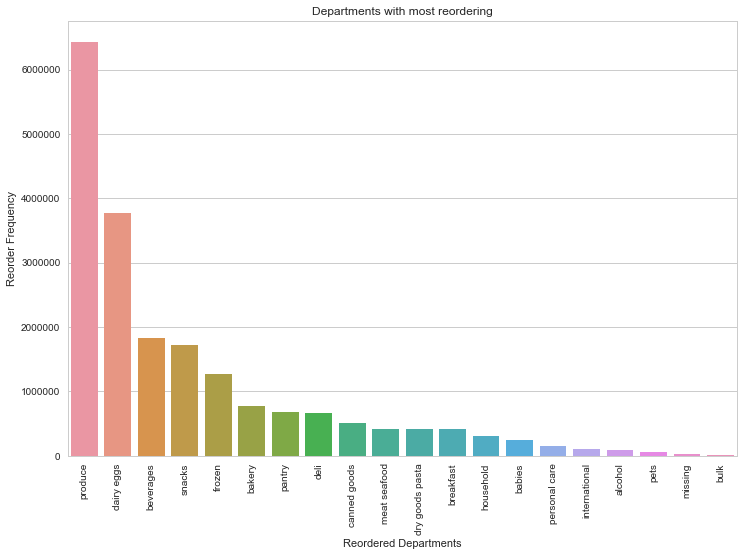 Departments with most reordering
Reorder Frequency
6000000
5000000
4000000
3000000
2000000
1000000
0
produce
dairy eggs
beverages
snacks
frozen
bakery
pantry
deli
canned goods
meat seafood
dry goods pasta
breakfast
household
babies
personal care
international
alcohol
pets
missing
bulk
Reordered Departments